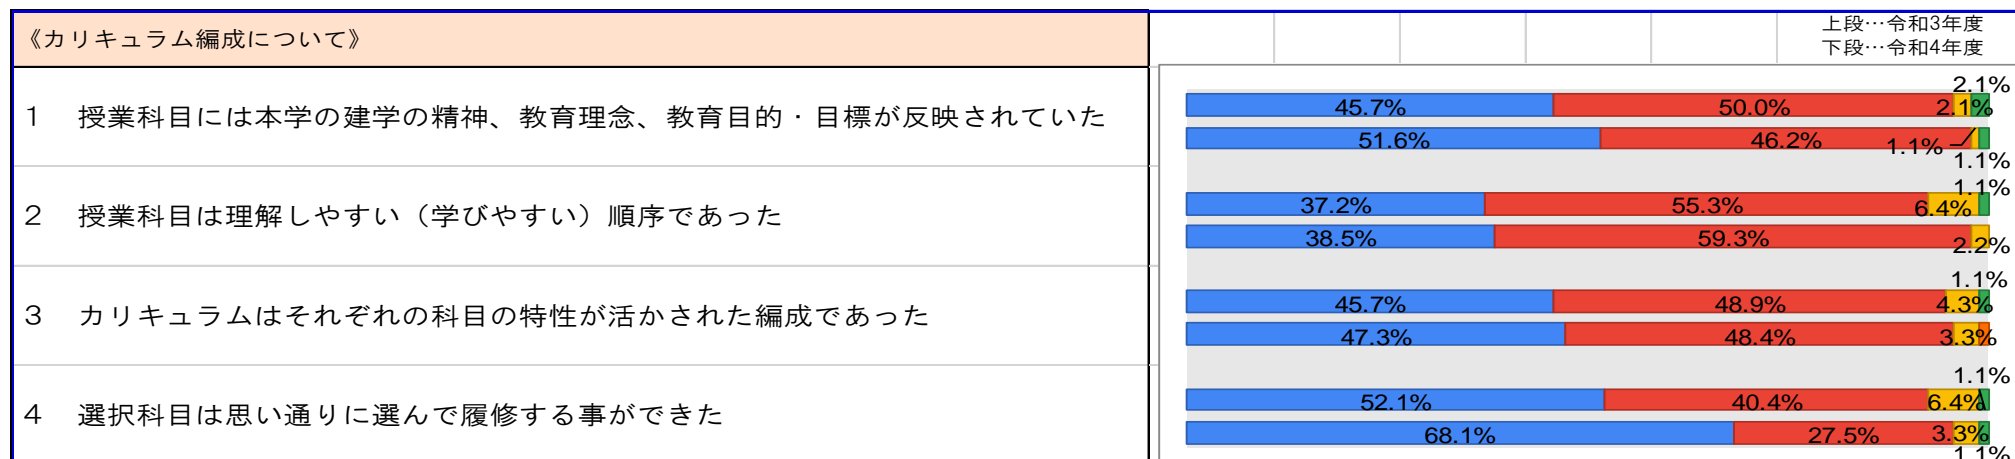 《カリキュラム編成について》
上段…令和3年度
下段…令和4年度
1 授業科目には本学の建学の精神、教育理念、教育目的・目標が反映されていた
45.7% 50.0% 2.1% 2.1%
51.6% 46.2% 1.1% 1.1%
2 授業科目は理解しやすい（学びやすい）順序であった
37.2% 55.3% 6.4% 1.1%
38.5% 59.3% 2.2%
3 カリキュラムはそれぞれの科目の特性が活かされた編成であった
45.7% 48.9% 4.3% 1.1%
47.3% 48.4% 3.3%
4 選択科目は思い通りに選んで履修する事ができた
52.1% 40.4% 6.4% 1.1%
68.1% 27.5% 3.3% 1.1%